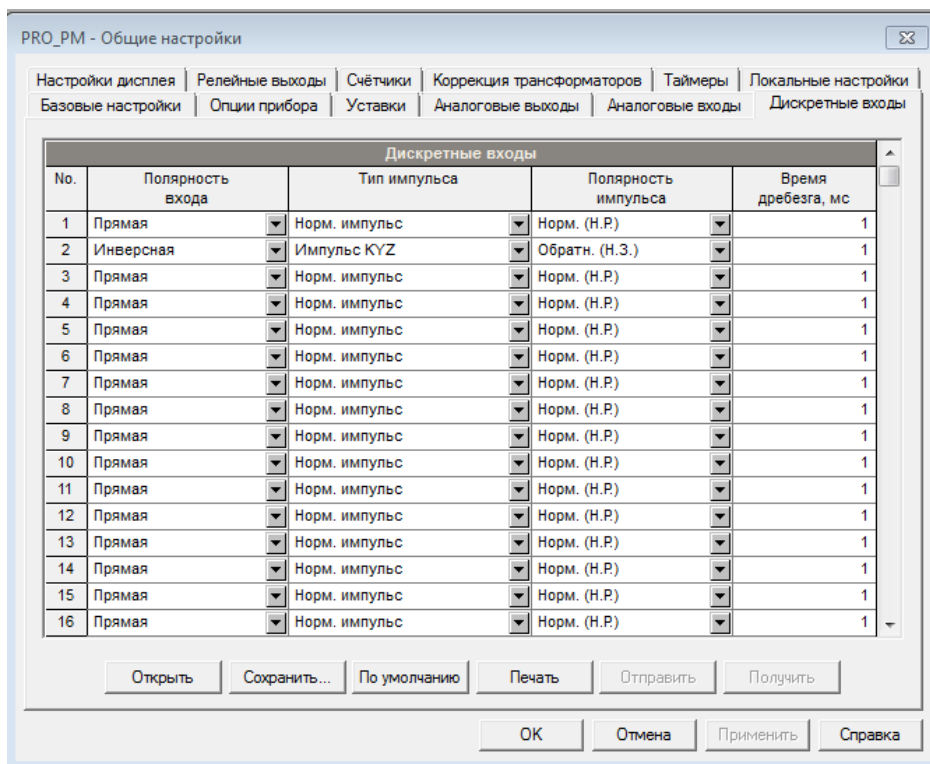 PRO_PM - Общие настройки
Настройки дисплея Релейные выходы Счётчики Коррекция трансформаторов Таймеры Локальные настройки
Базовые настройки Опции прибора Уставки Аналоговые выходы Аналоговые входы Дискретные входы
Дискретные входы
No. Полярность входа Тип импульса Полярность импульса Время дребезга, мс
1 Прямая Норм. импульс Норм. (Н.Р.) 1
2 Инверсная Импульс KYZ Обратн. (Н.З.) 1
3 Прямая Норм. импульс Норм. (Н.Р.) 1
4 Прямая Норм. импульс Норм. (Н.Р.) 1
5 Прямая Норм. импульс Норм. (Н.Р.) 1
6 Прямая Норм. импульс Норм. (Н.Р.) 1
7 Прямая Норм. импульс Норм. (Н.Р.) 1
8 Прямая Норм. импульс Норм. (Н.Р.) 1
9 Прямая Норм. импульс Норм. (Н.Р.) 1
10 Прямая Норм. импульс Норм. (Н.Р.) 1
11 Прямая Норм. импульс Норм. (Н.Р.) 1
12 Прямая Норм. импульс Норм. (Н.Р.) 1
13 Прямая Норм. импульс Норм. (Н.Р.) 1
14 Прямая Норм. импульс Норм. (Н.Р.) 1
15 Прямая Норм. импульс Норм. (Н.Р.) 1
16 Прямая Норм. импульс Норм. (Н.Р.) 1
Открыть Сохранить... По умолчанию Печать Отправить Получить
OK Отмена Применить Справка